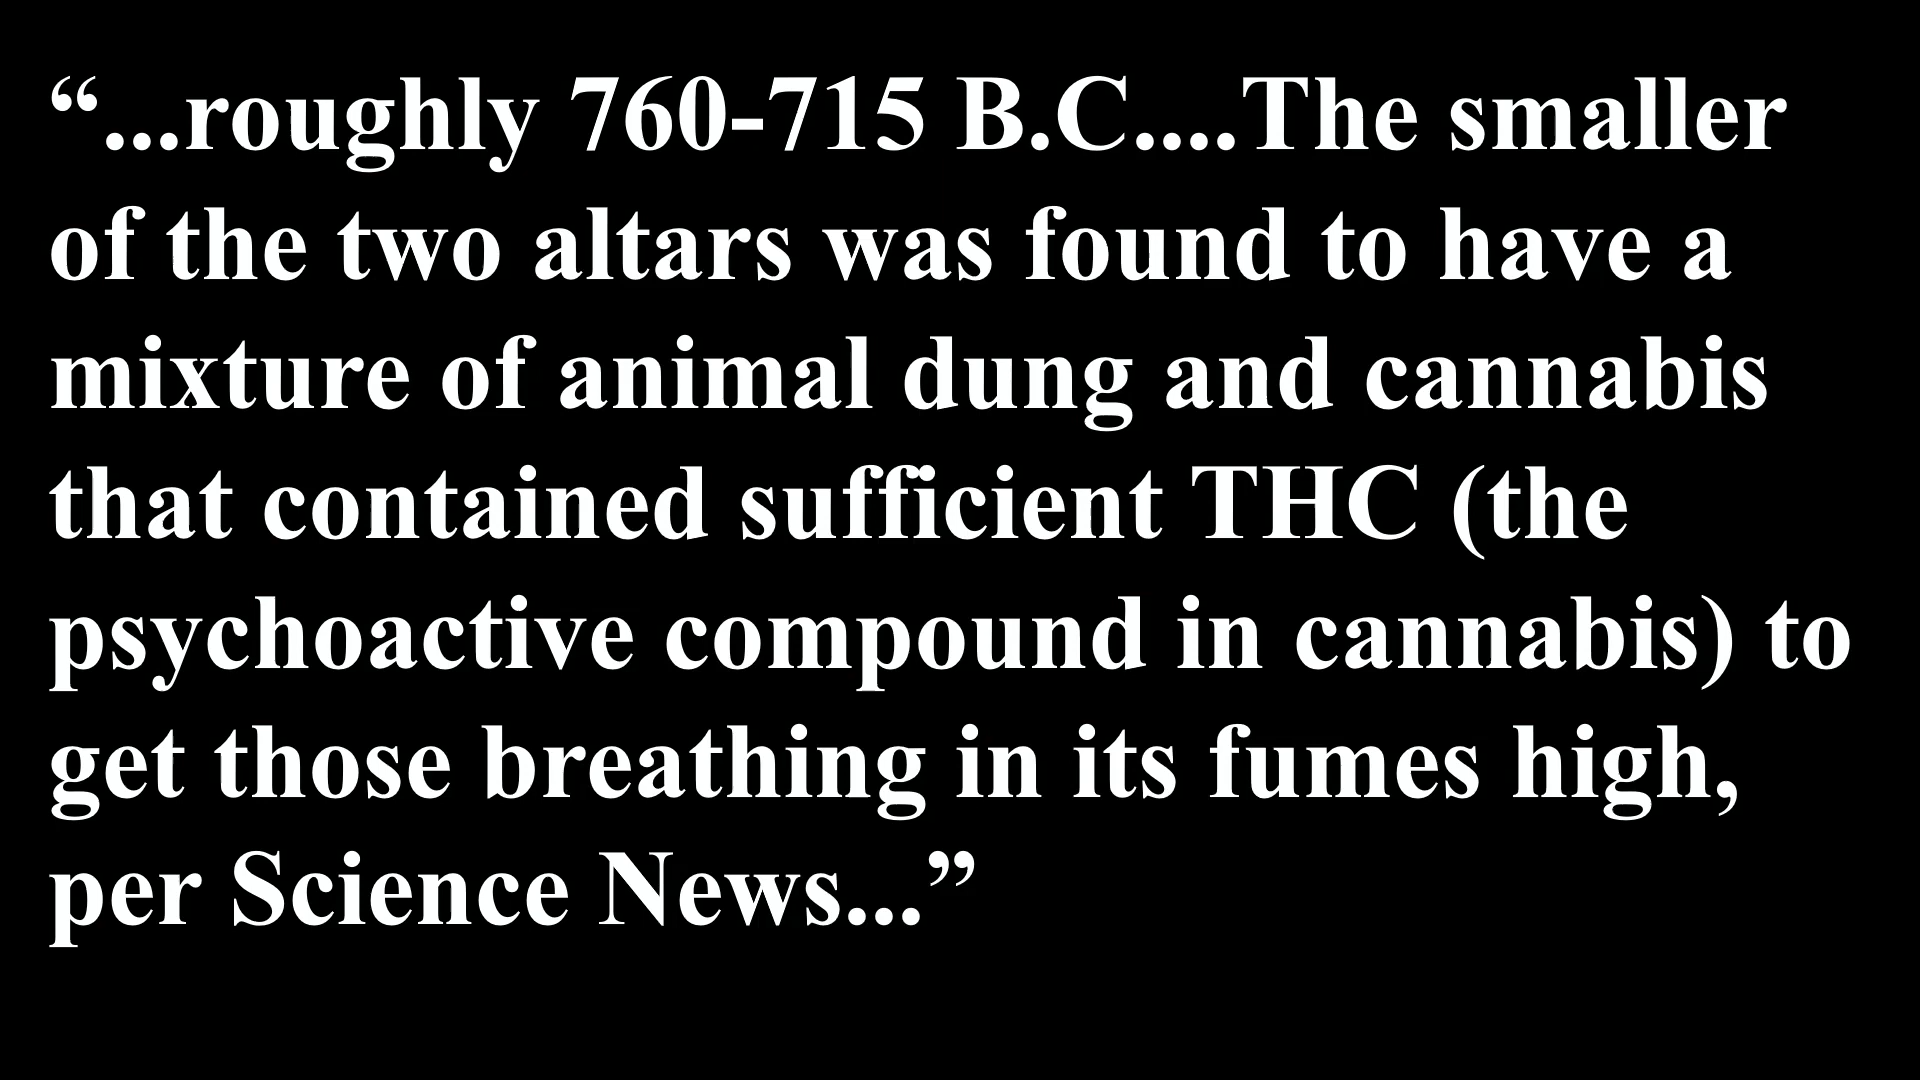 “...roughly 760-715 B.C....The smaller
of the two altars was found to have a
mixture of animal dung and cannabis
that contained sufficient THC (the
psychoactive compound in cannabis) to
get those breathing in its fumes high,
per Science News...”